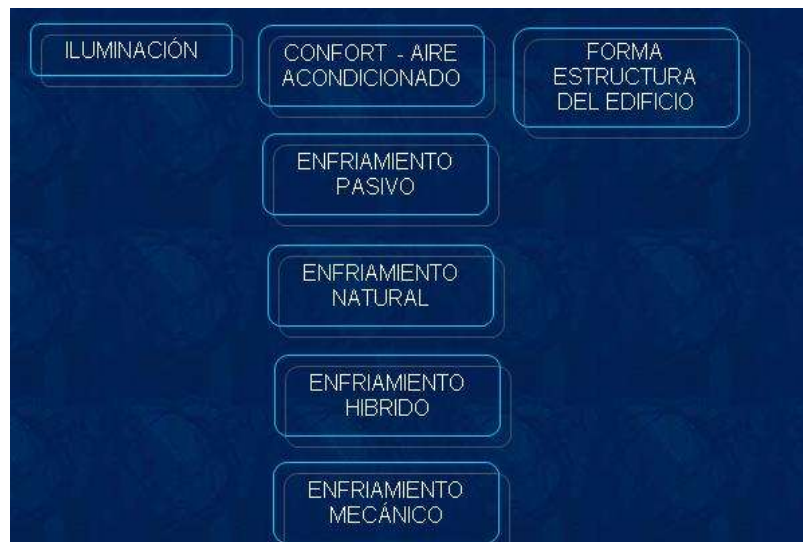 ILUMINACIÓN
CONFORT - AIRE
ACONDICIONADO
FORMA
ESTRUCTURA
DEL EDIFICIO
ENFRIAMIENTO
PASIVO
ENFRIAMIENTO
NATURAL
ENFRIAMIENTO
HIBRIDO
ENFRIAMIENTO
MECÁNICO